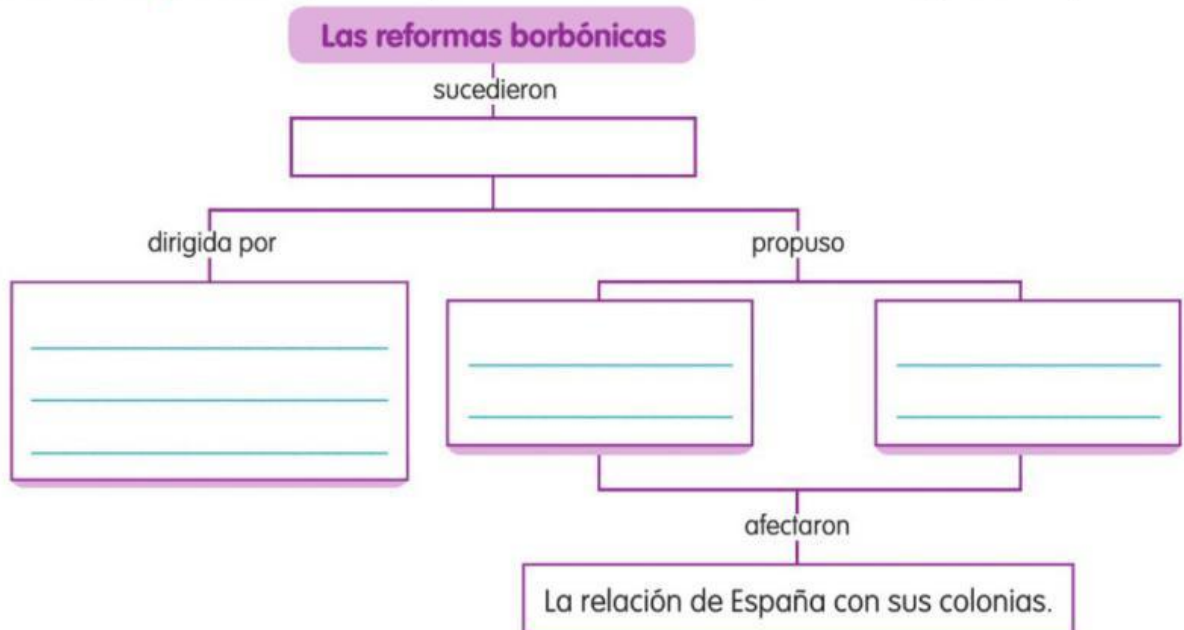 Las reformas borbónicas
sucedieron
dirigida por
propuso
afectaron
La relación de España con sus colonias.